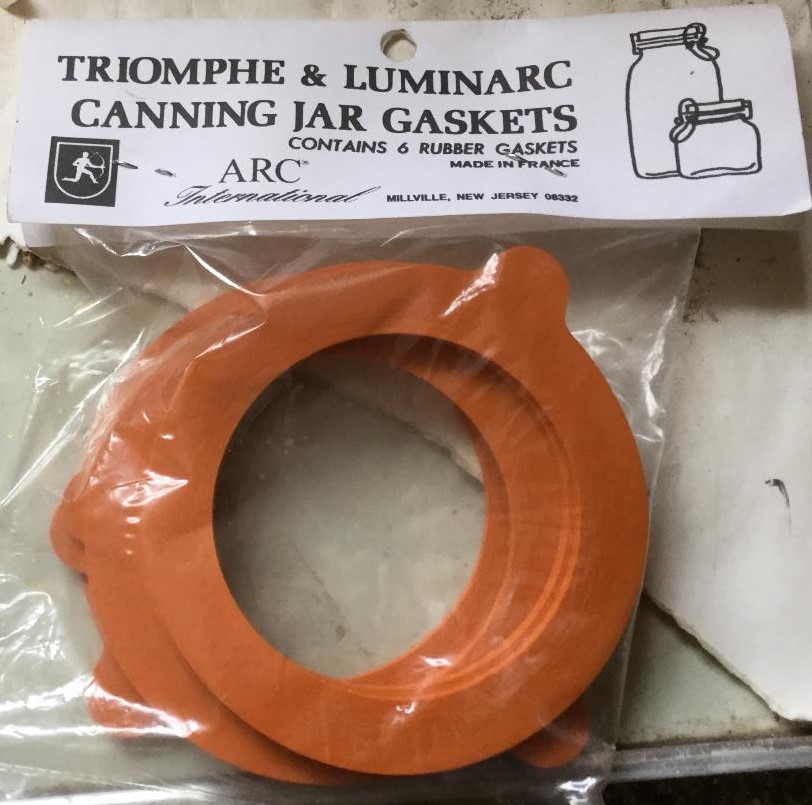 TRIOMPHE & LUMINARC
CANNING JAR GASKETS
CONTAINS 6 RUBBER GASKETS
MADE IN FRANCE
ARC
International
MILLVILLE, NEW JERSEY 08332